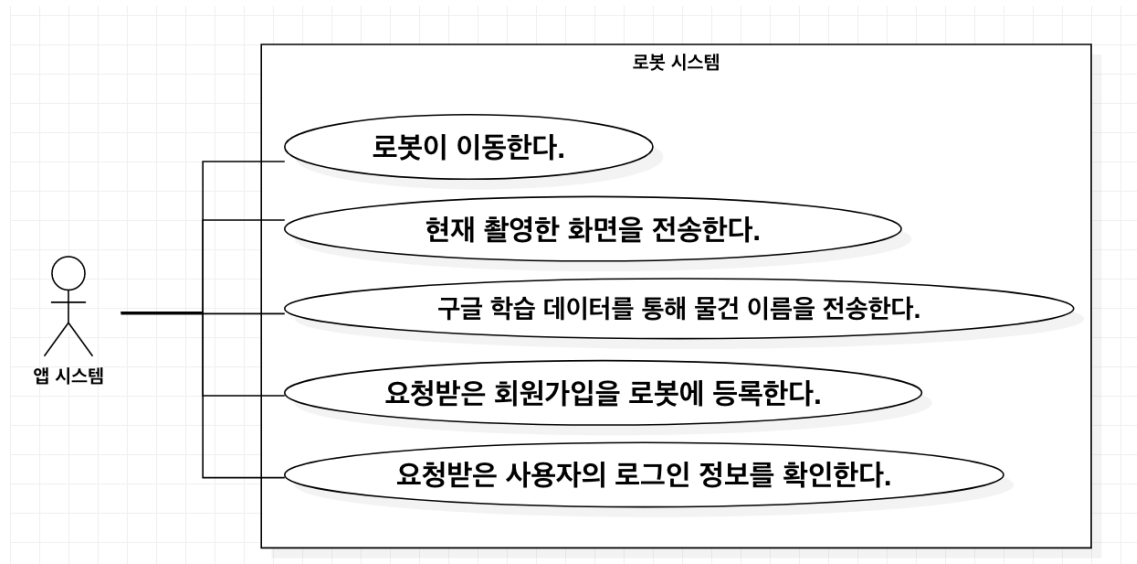 로봇 시스템
로봇이 이동한다.
현재 촬영한 화면을 전송한다.
구글 학습 데이터를 통해 물건 이름을 전송한다.
앱 시스템
요청받은 회원가입을 로봇에 등록한다.
요청받은 사용자의 로그인 정보를 확인한다.